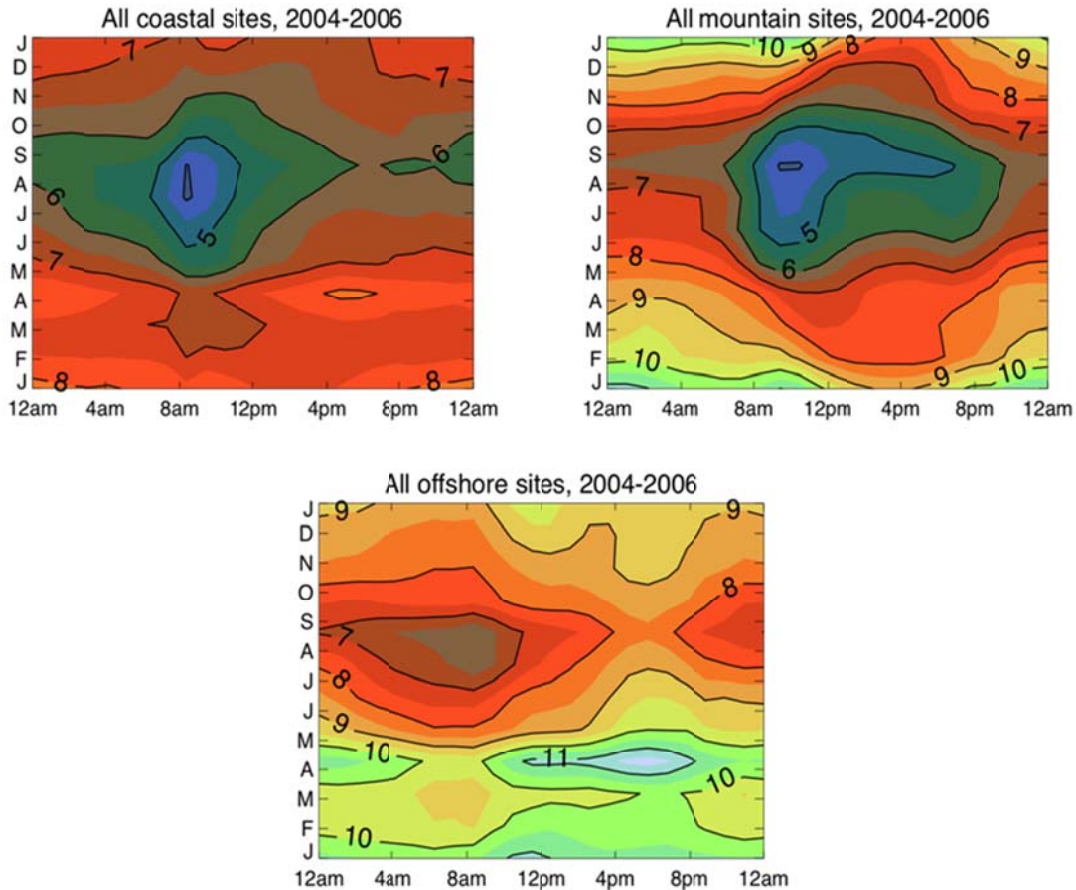 All coastal sites, 2004-2006
J
D
N
O
S
A
J
J
M
A
M
F
J
7
7
6
6
5
7
8
8
12am 4am 8am 12pm 4pm 8pm 12am
All mountain sites, 2004-2006
J
D
N
O
S
A
J
J
M
A
M
F
J
10
9
8
9
8
7
7
5
8
6
9
10
9
10
12am 4am 8am 12pm 4pm 8pm 12am
All offshore sites, 2004-2006
J
D
N
O
S
A
J
J
M
A
M
F
J
9
9
8
7
8
9
10
11
10
10
12am 4am 8am 12pm 4pm 8pm 12am